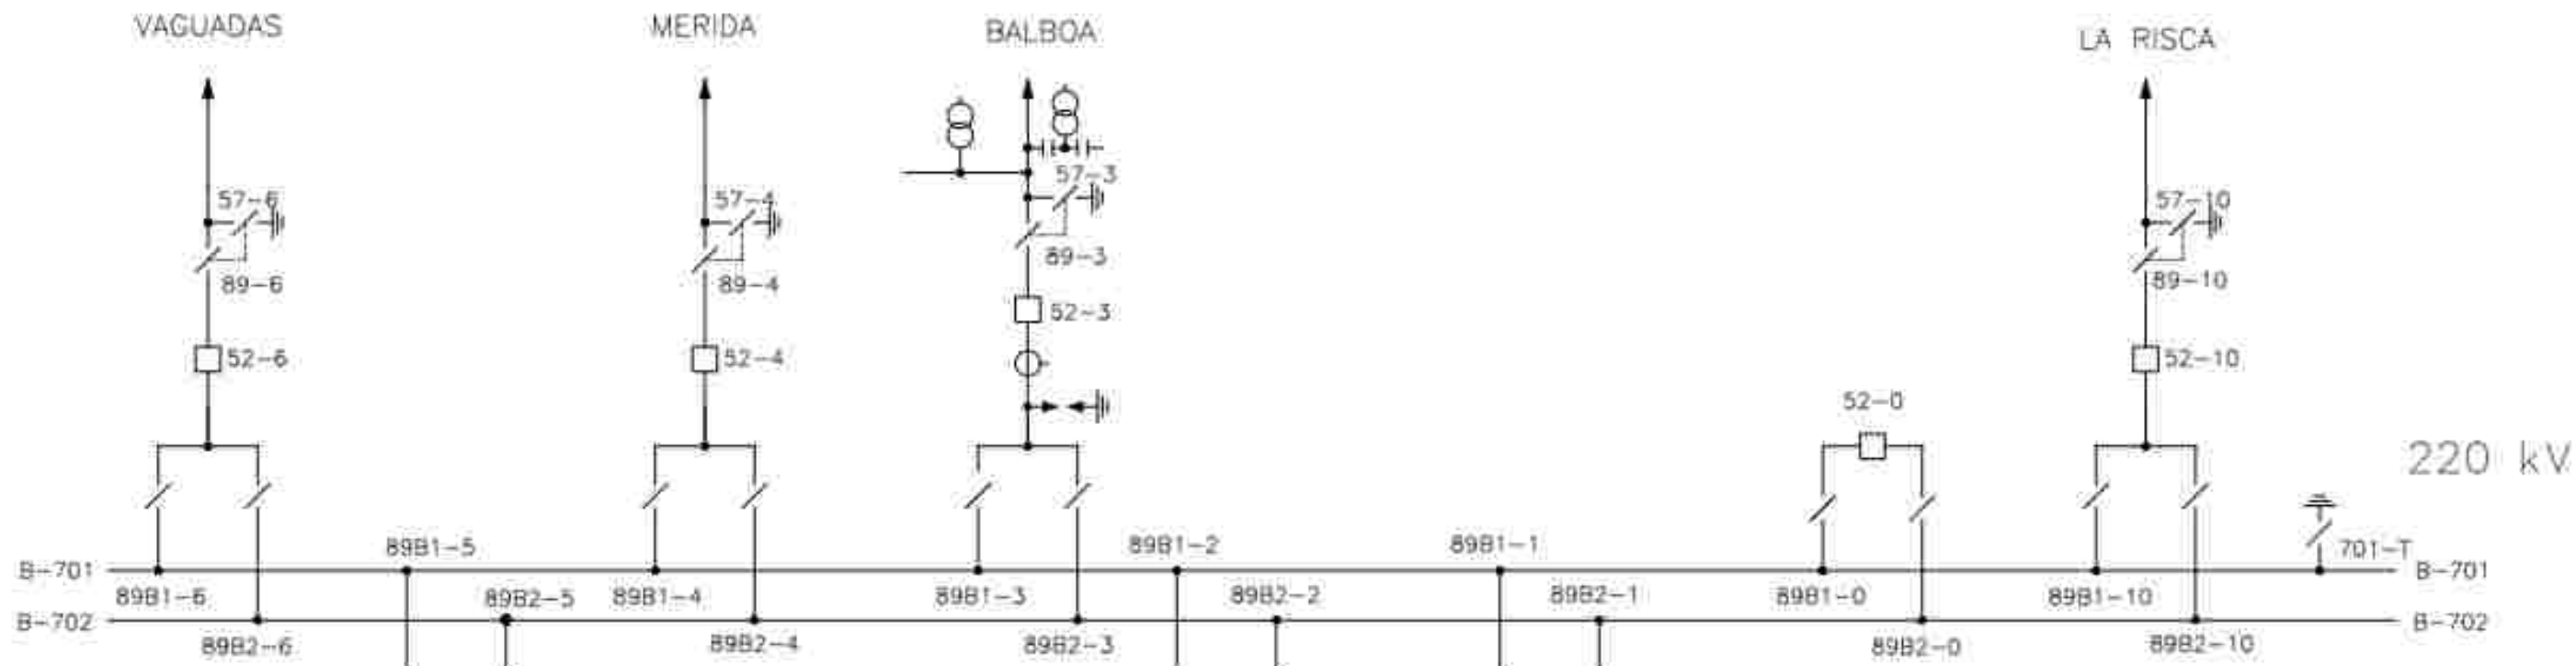 VAGUADAS
MERIDA
BALBOA
LA RISCA
57-6
57-4
57-3
57-10
89-6
89-4
89-3
89-10
52-6
52-4
52-3
52-10
52-0
220 kV
89B1-5
89B1-2
89B1-1
701-T
B-701
B-701
89B1-6
89B2-5
89B1-4
89B1-3
89B2-2
89B2-1
89B1-0
89B1-10
B-702
B-702
89B2-6
89B2-4
89B2-3
89B2-0
89B2-10